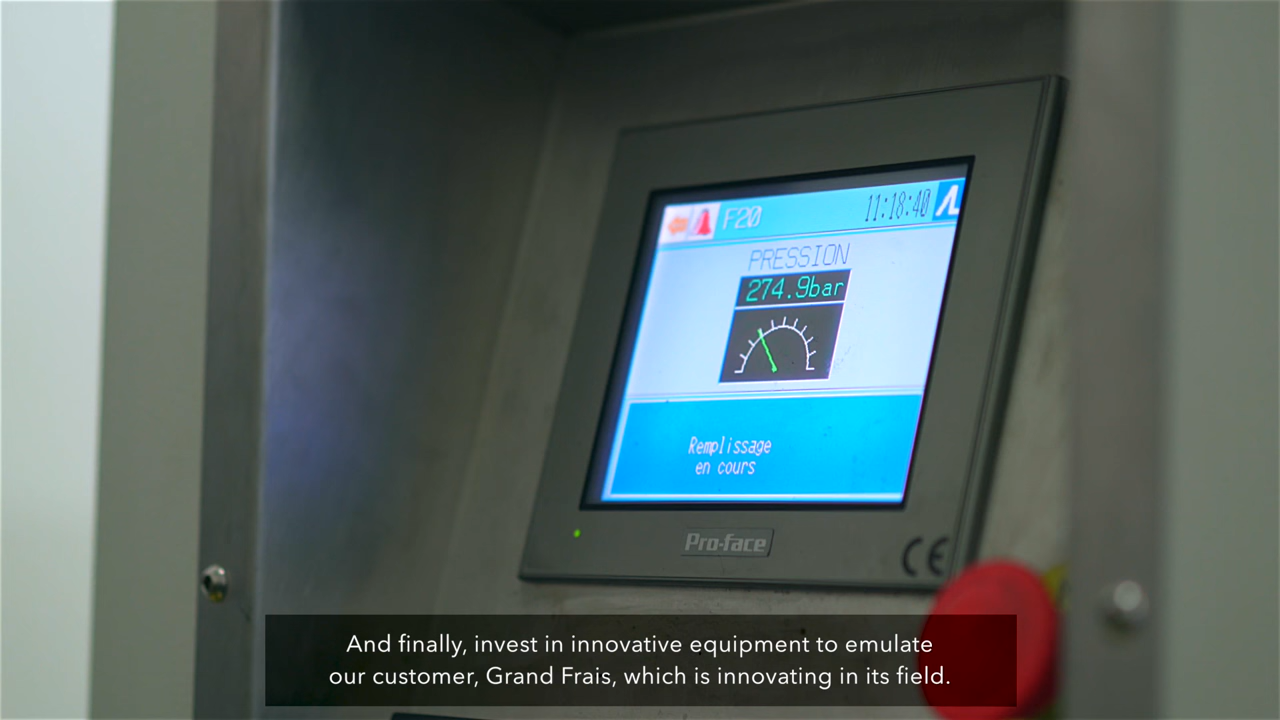 F20 11:18:40
PRESSION
274.9bar
Remplissage
en cours
Pro-face
CE
And finally, invest in innovative equipment to emulate
our customer, Grand Frais, which is innovating in its field.